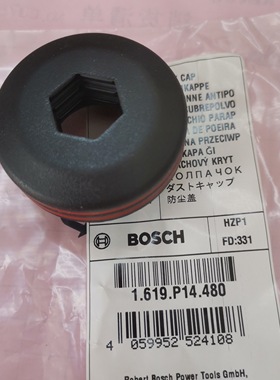 CAP
KAPPE
NNE ANTIPO
UBREPOLVO
CHIO PARAP
DE POEIRA
NA PRZECIWP
KAPA GI
ACHOVÝ KRYT
ОЛПАЧОК
ダストキャップ
防尘盖
BOSCH
HZP1
FD:331
1.619.P14.480
4 059952 524108
Robert Bosch Power Tools GmbH,